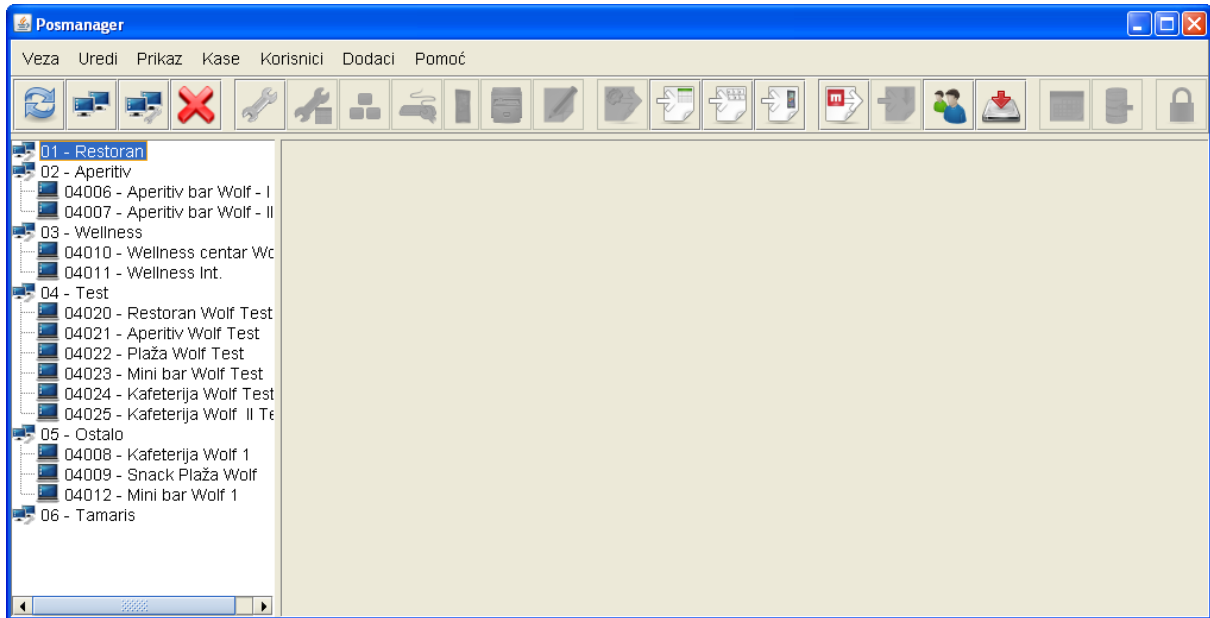 Posmanager
Veza Uredi Prikaz Kase Korisnici Dodaci Pomoć
01 - Restoran
02 - Aperitiv
04006 - Aperitiv bar Wolf - I
04007 - Aperitiv bar Wolf - II
03 - Wellness
04010 - Wellness centar Wo
04011 - Wellness Int.
04 - Test
04020 - Restoran Wolf Test
04021 - Aperitiv Wolf Test
04022 - Plaža Wolf Test
04023 - Mini bar Wolf Test
04024 - Kafeterija Wolf Test
04025 - Kafeterija Wolf II Te
05 - Ostalo
04008 - Kafeterija Wolf 1
04009 - Snack Plaža Wolf
04012 - Mini bar Wolf 1
06 - Tamaris